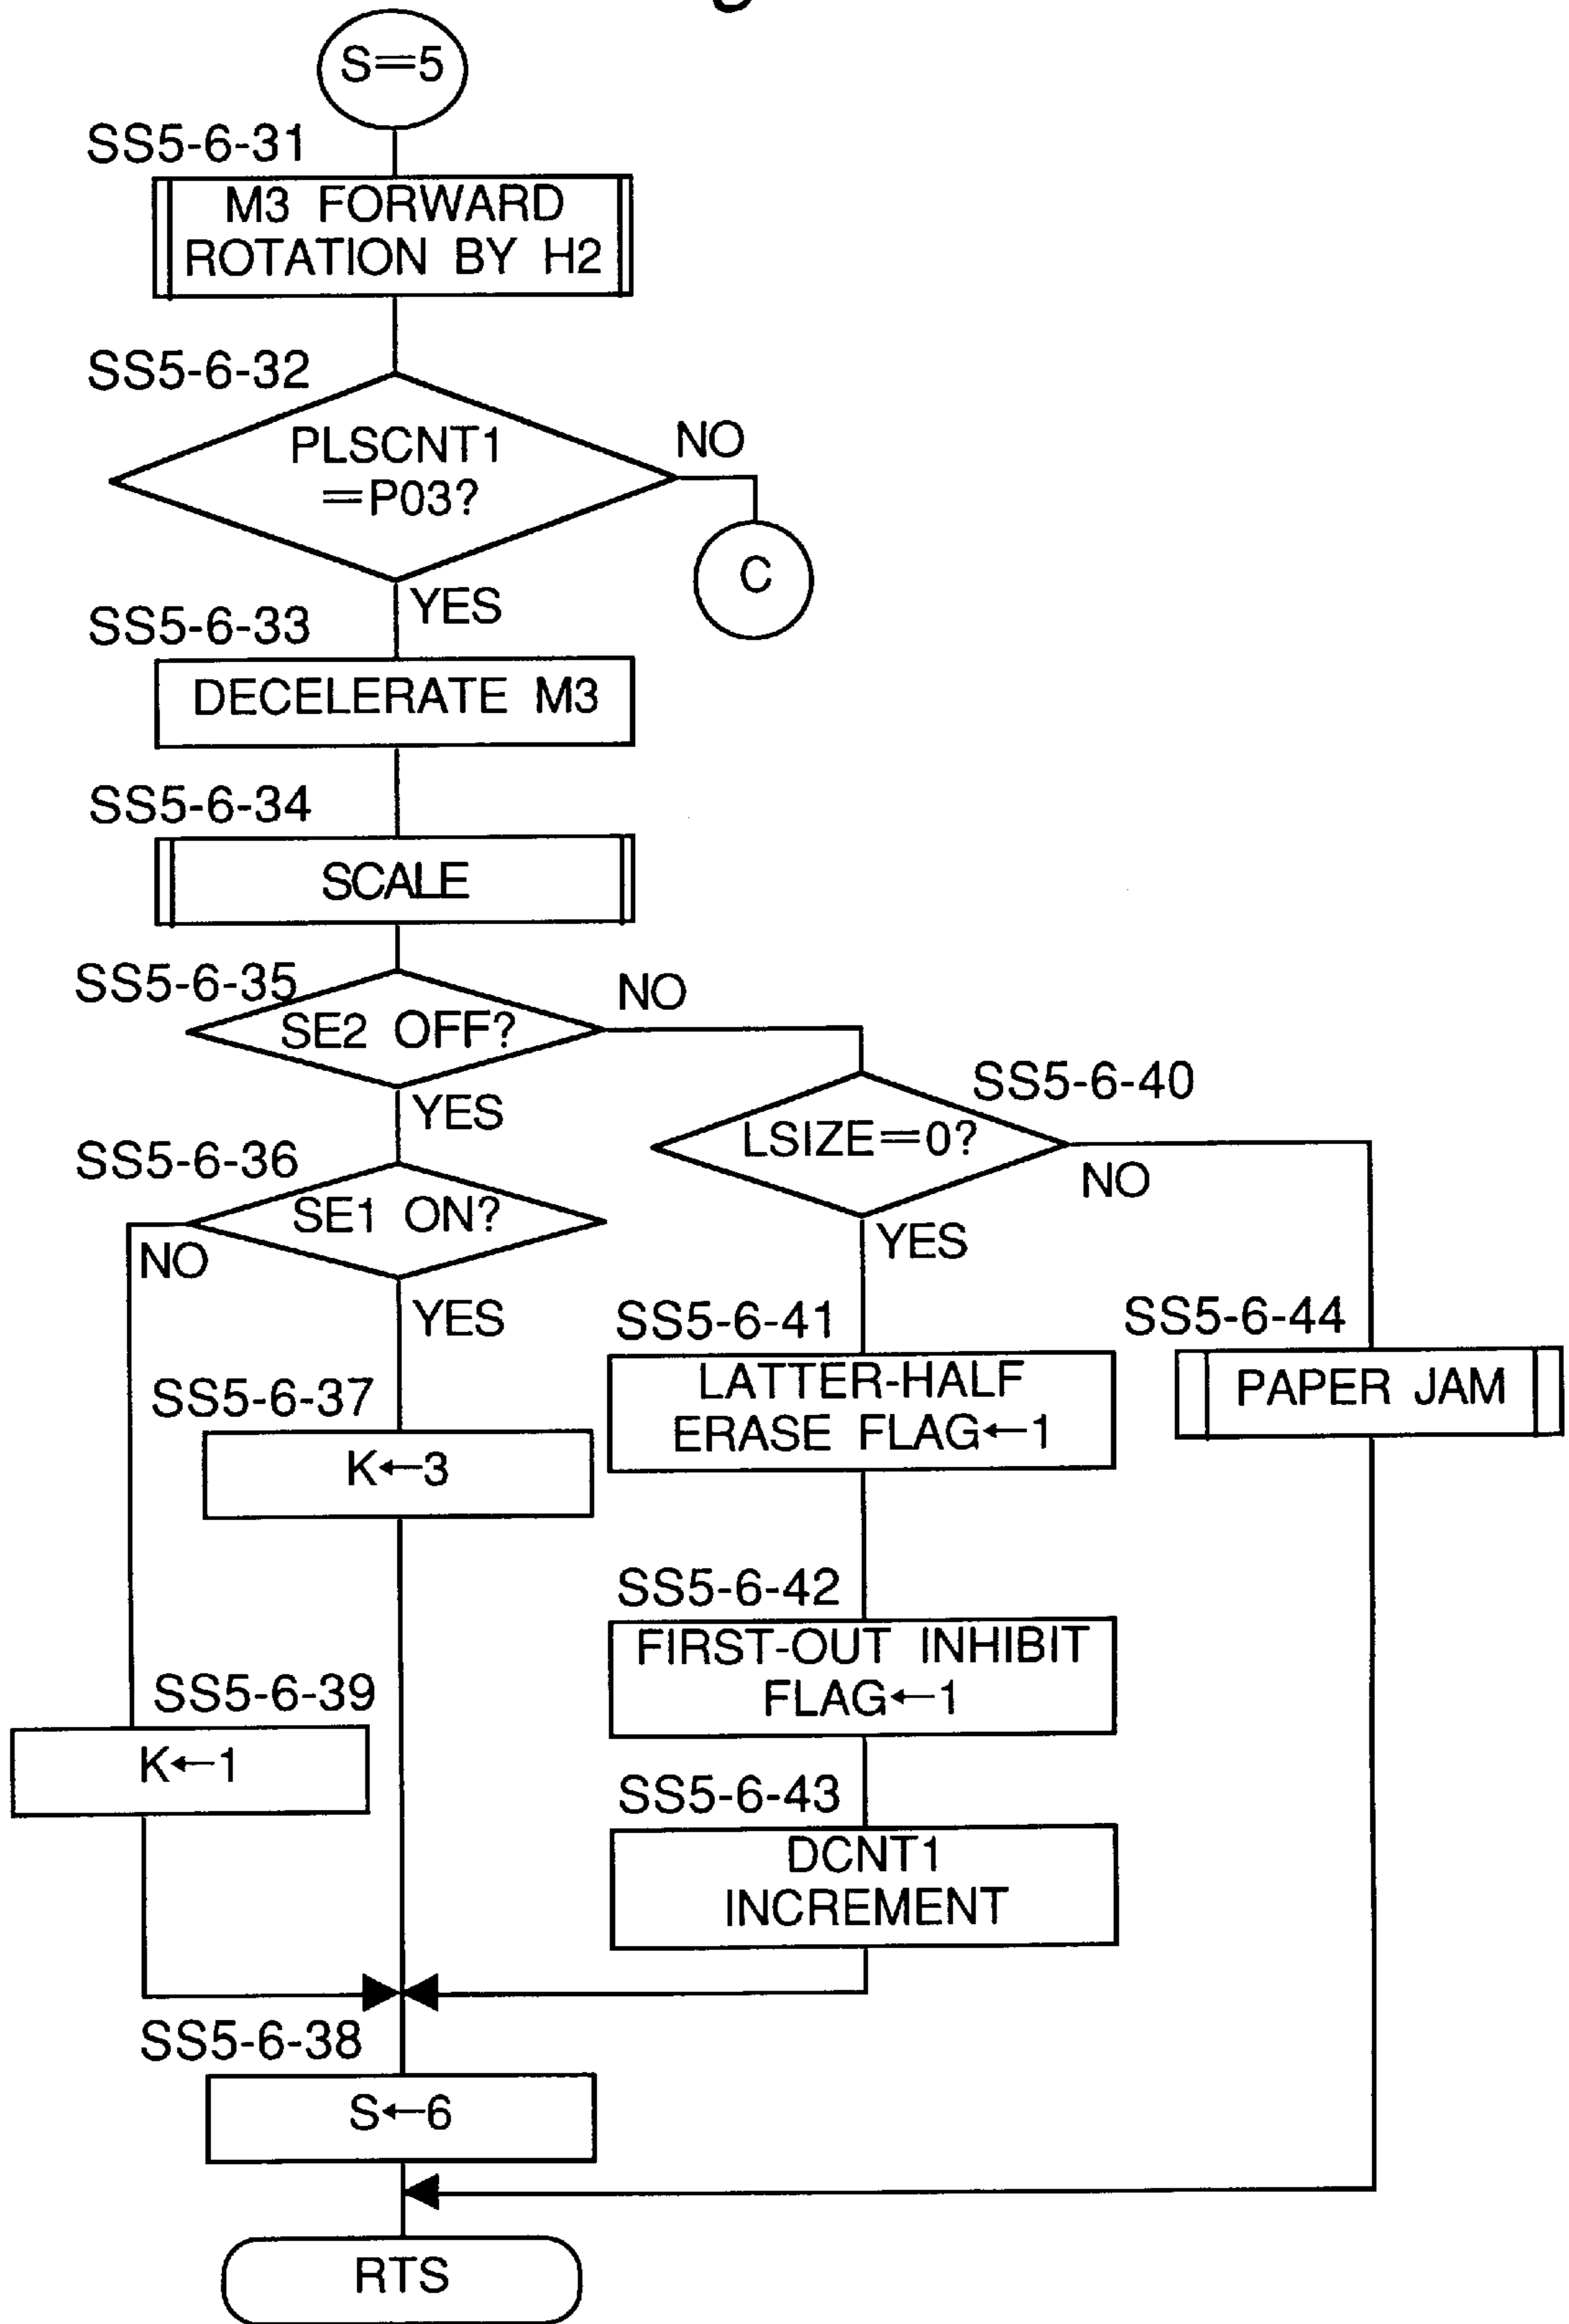 S=5
SS5-6-31
M3 FORWARD
ROTATION BY H2
SS5-6-32
PLSCNT1
=P03?
NO
C
YES
SS5-6-33
DECELERATE M3
SS5-6-34
SCALE
SS5-6-35
SE2 OFF?
NO
YES
SS5-6-40
LSIZE=0?
NO
YES
SS5-6-36
SE1 ON?
NO
YES
SS5-6-37
K←3
SS5-6-41
LATTER-HALF
ERASE FLAG←1
SS5-6-44
PAPER JAM
SS5-6-42
FIRST-OUT INHIBIT
FLAG←1
SS5-6-39
K←1
SS5-6-43
DCNT1
INCREMENT
SS5-6-38
S←6
RTS